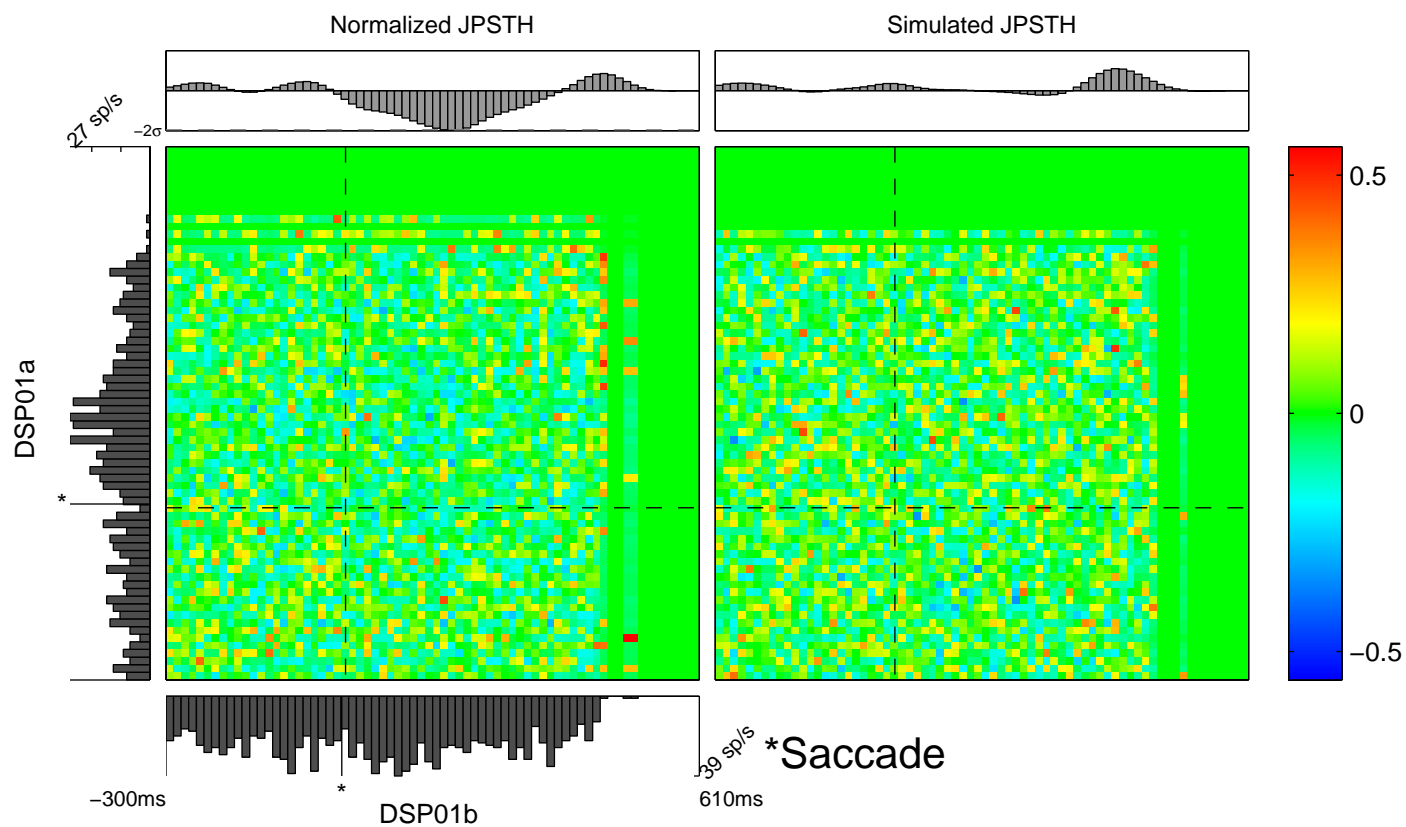 Normalized JPSTH
Simulated JPSTH
27 sp/s
−2σ
0.5
0
−0.5
DSP01a
*
39 sp/s
*Saccade
*
−300ms
610ms
DSP01b